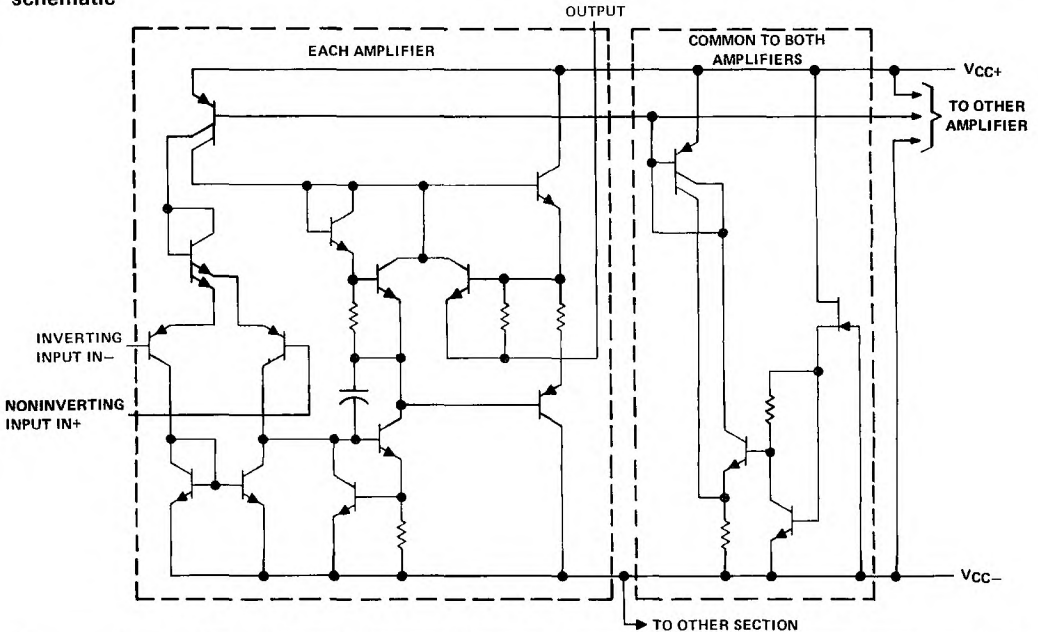 schematic
OUTPUT
EACH AMPLIFIER
COMMON TO BOTH
AMPLIFIERS
VCC+
TO OTHER
AMPLIFIER
INVERTING
INPUT IN−
NONINVERTING
INPUT IN+
VCC−
TO OTHER SECTION